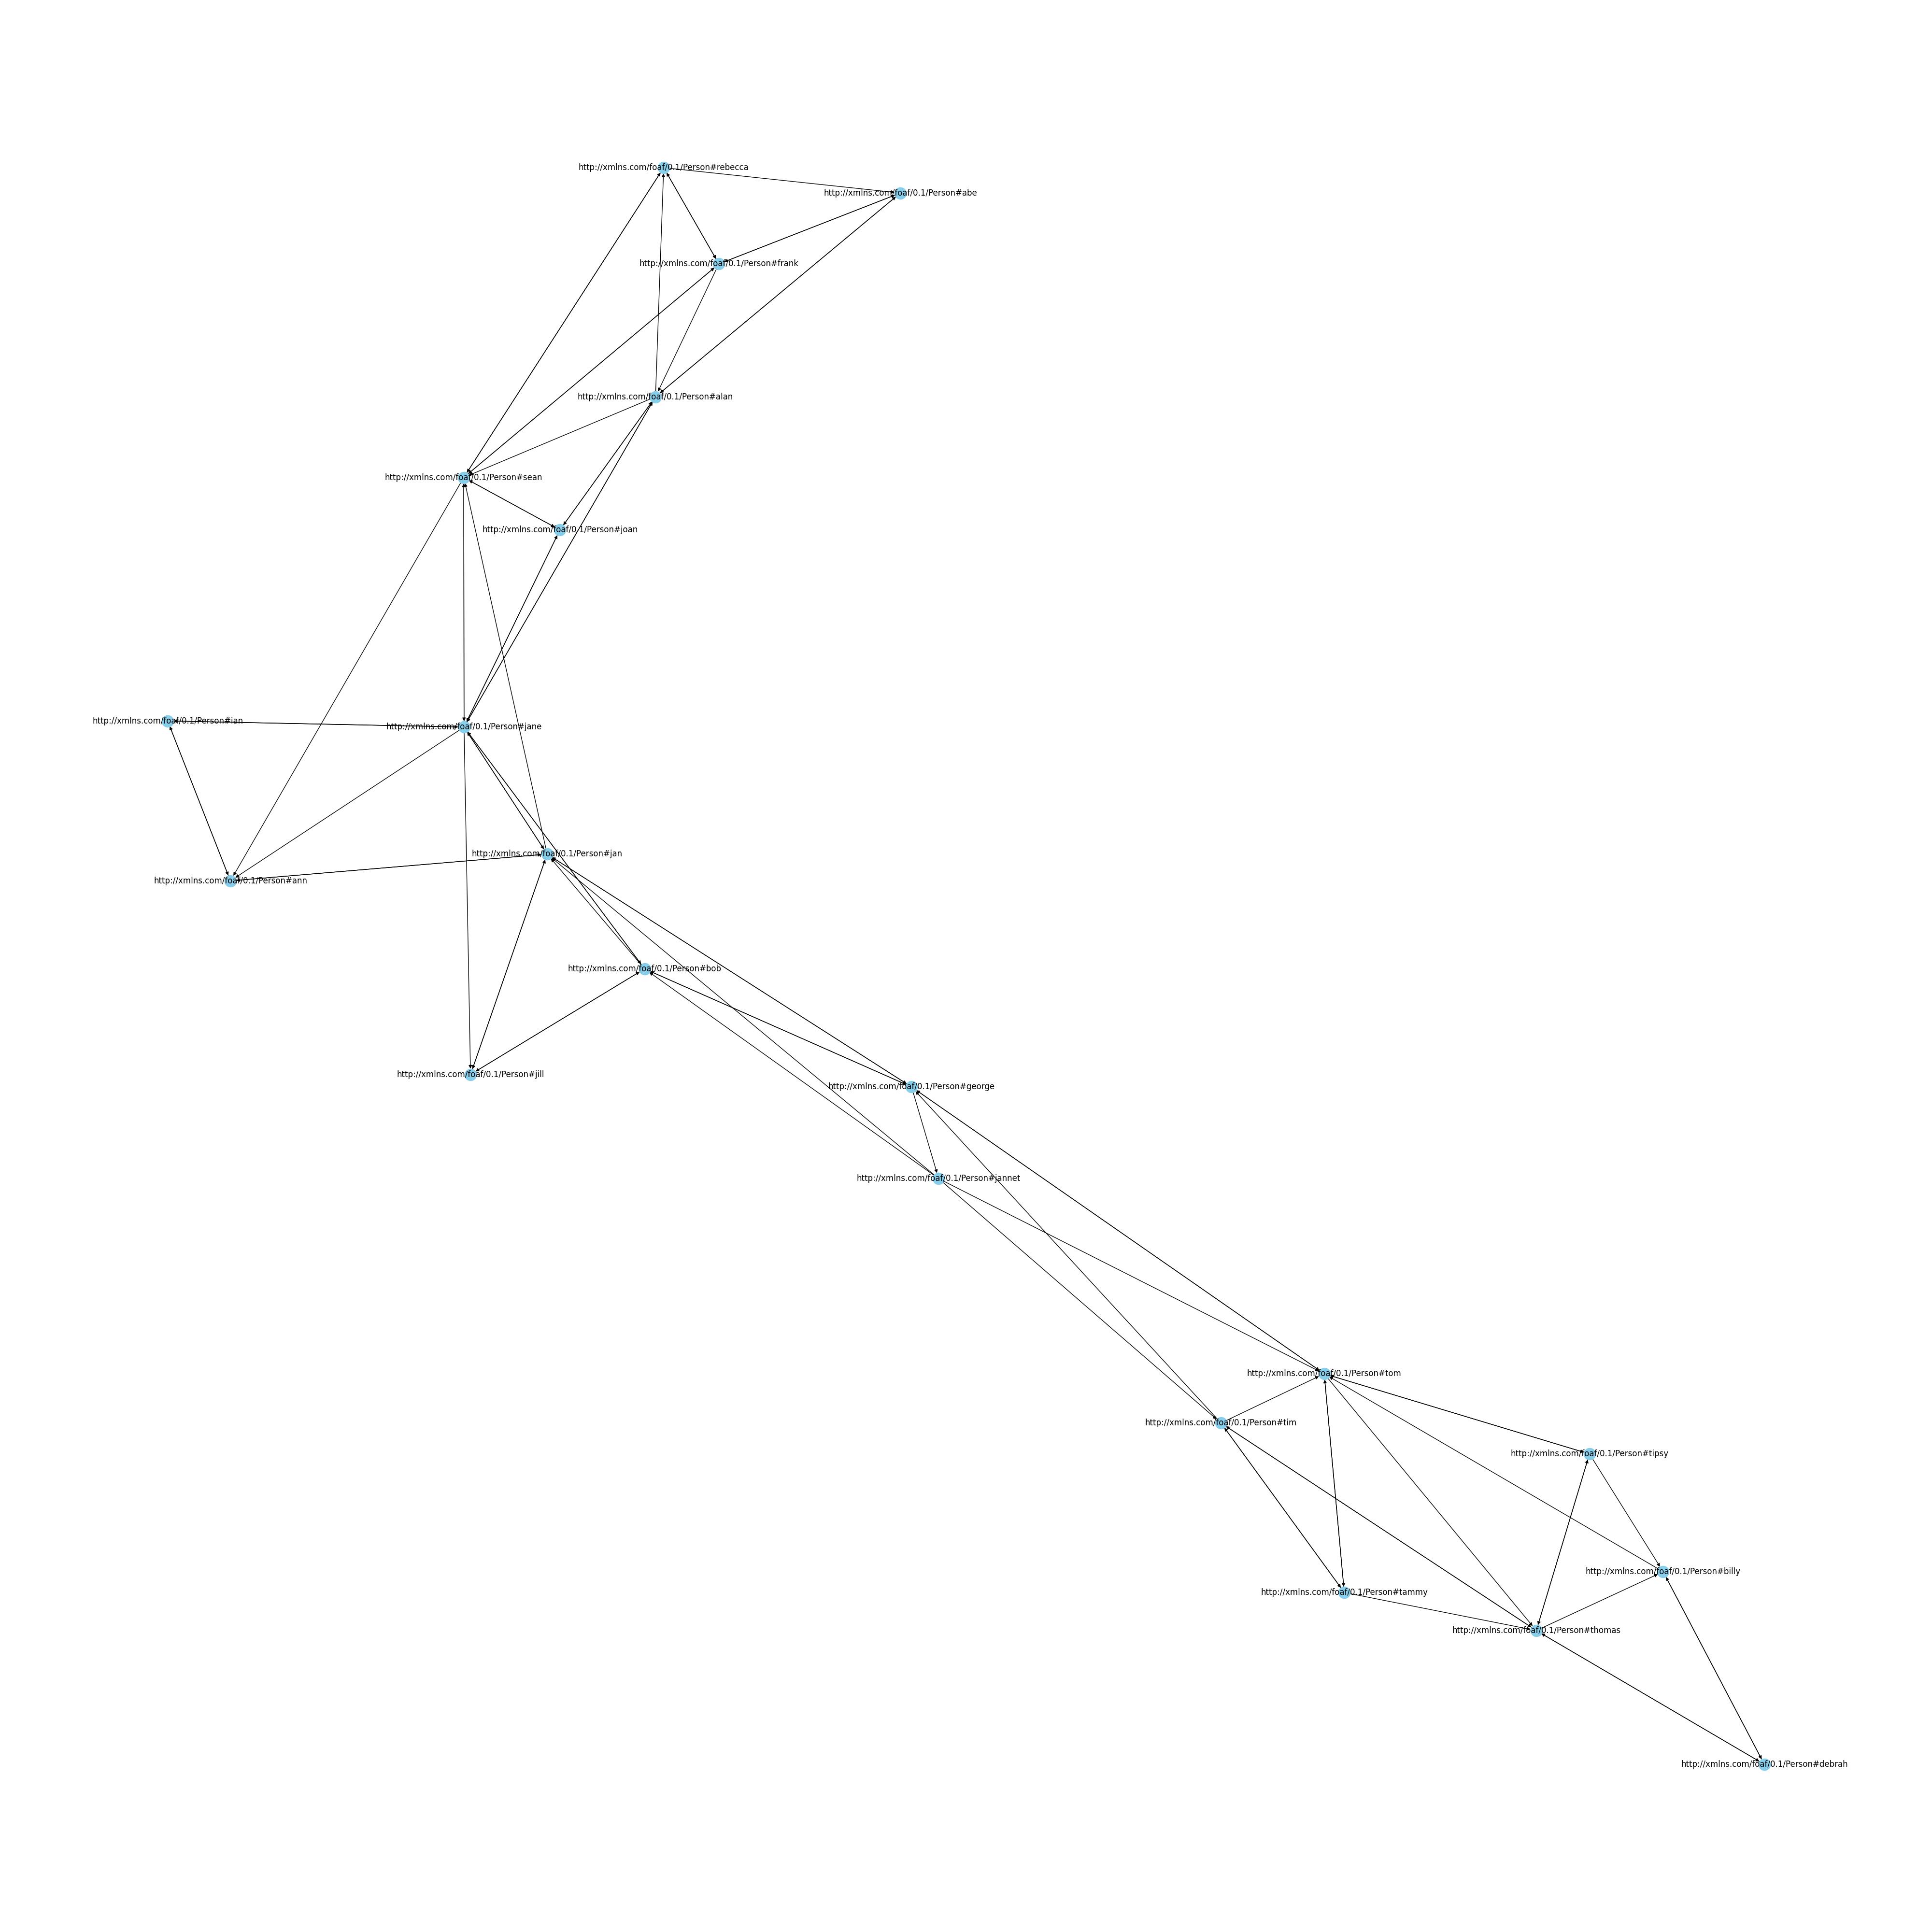 http://xmlns.com/foaf/0.1/Person#rebecca
http://xmlns.com/foaf/0.1/Person#abe
http://xmlns.com/foaf/0.1/Person#frank
http://xmlns.com/foaf/0.1/Person#alan
http://xmlns.com/foaf/0.1/Person#sean
http://xmlns.com/foaf/0.1/Person#joan
http://xmlns.com/foaf/0.1/Person#ian
http://xmlns.com/foaf/0.1/Person#jane
http://xmlns.com/foaf/0.1/Person#jan
http://xmlns.com/foaf/0.1/Person#ann
http://xmlns.com/foaf/0.1/Person#bob
http://xmlns.com/foaf/0.1/Person#jill
http://xmlns.com/foaf/0.1/Person#george
http://xmlns.com/foaf/0.1/Person#jannet
http://xmlns.com/foaf/0.1/Person#tom
http://xmlns.com/foaf/0.1/Person#tim
http://xmlns.com/foaf/0.1/Person#tipsy
http://xmlns.com/foaf/0.1/Person#billy
http://xmlns.com/foaf/0.1/Person#tammy
http://xmlns.com/foaf/0.1/Person#thomas
http://xmlns.com/foaf/0.1/Person#debrah